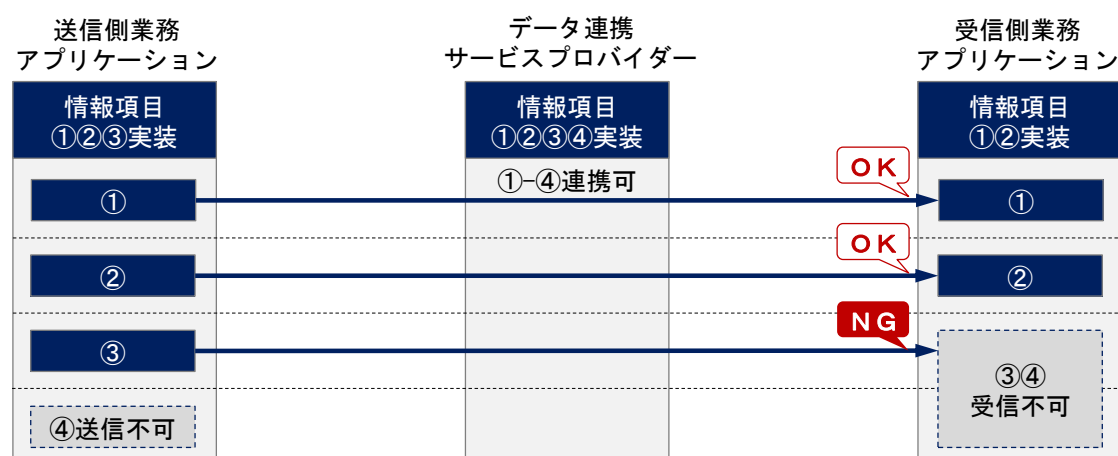 送信側業務
アプリケーション
データ連携
サービスプロバイダー
受信側業務
アプリケーション
情報項目
①②③実装
情報項目
①②③④実装
情報項目
①②実装
①-④連携可
ＯＫ
①
①
ＯＫ
②
②
ＮＧ
③
③④
受信不可
④送信不可